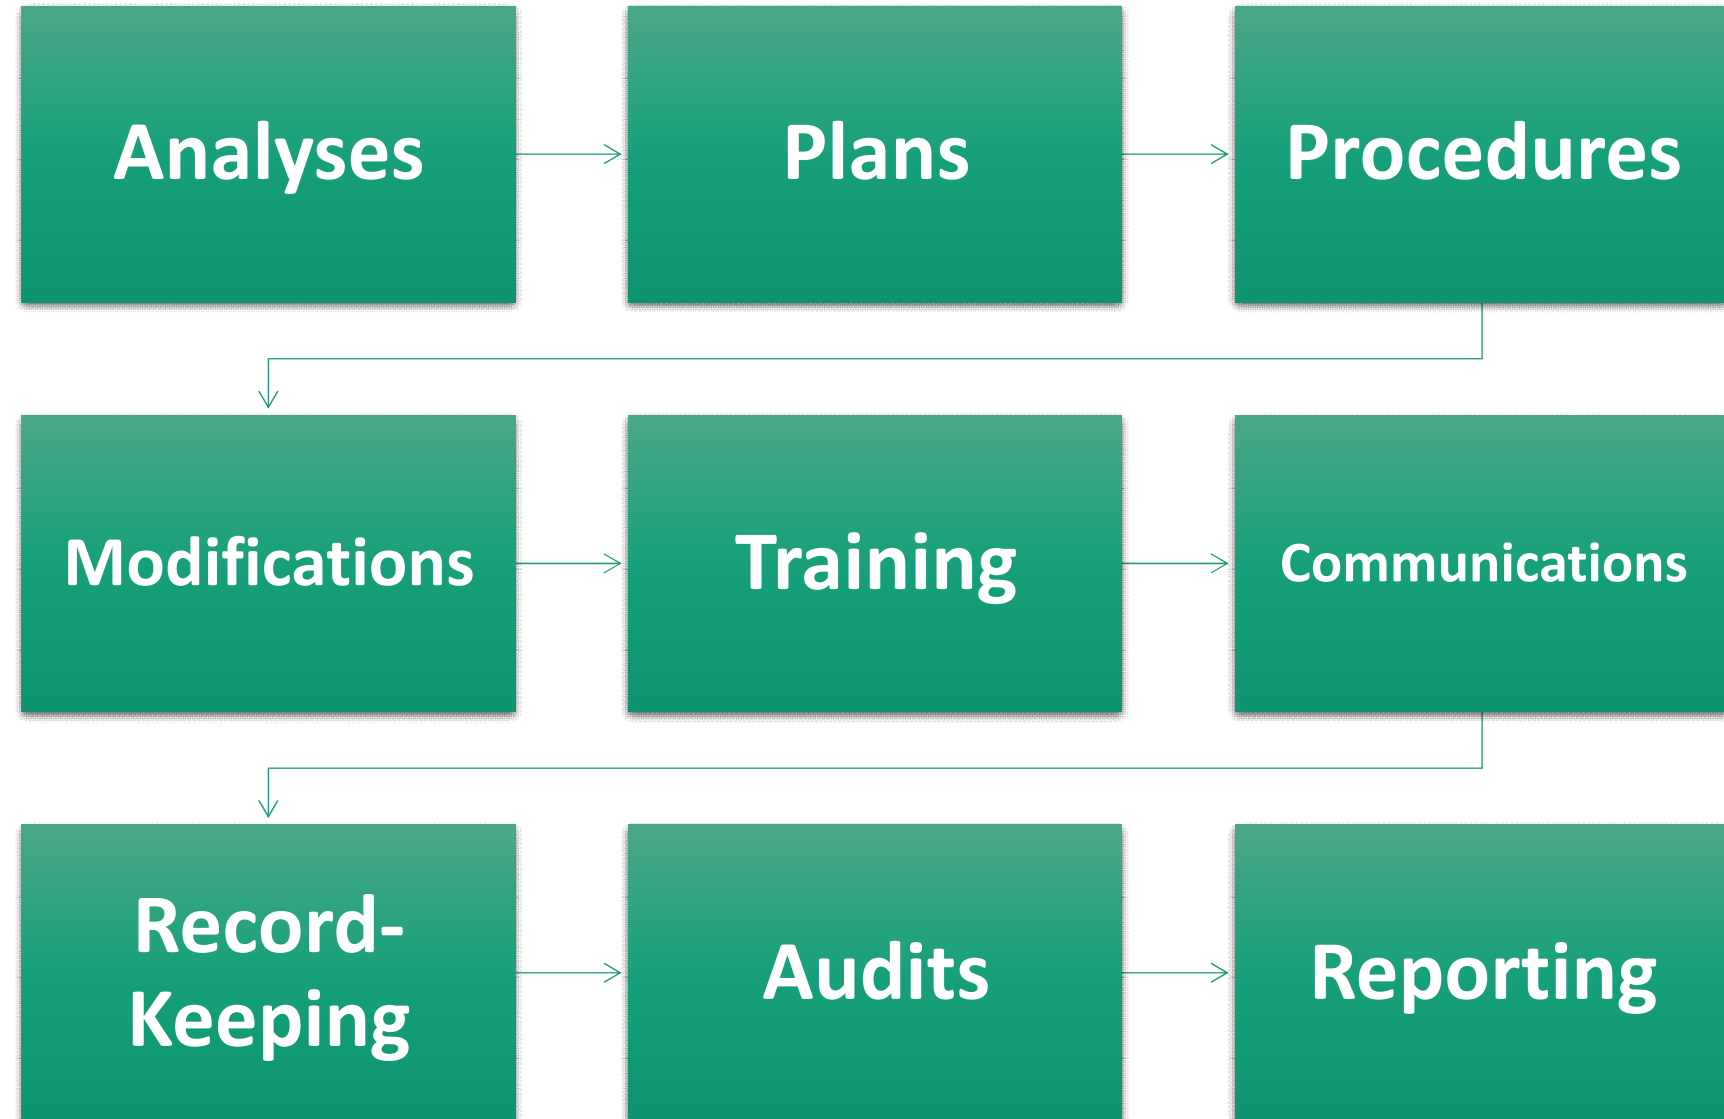 Analyses
Plans
Procedures
Modifications
Training
Communications
Record-
Keeping
Audits
Reporting